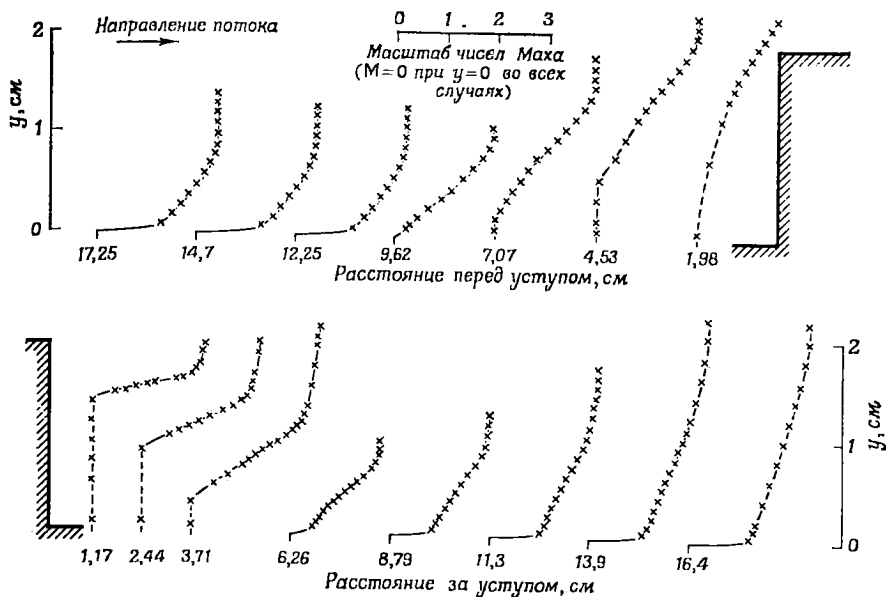 Направление потока
0 1 2 3
Масштаб чисел Маха
(M=0 при y=0 во всех
случаях)
y, см
2
1
0
17,25 14,7 12,25 9,62 7,07 4,53 1,98
Расстояние перед уступом, см
y, см
2
1
0
1,17 2,44 3,71 6,26 8,79 11,3 13,9 16,4
Расстояние за уступом, см